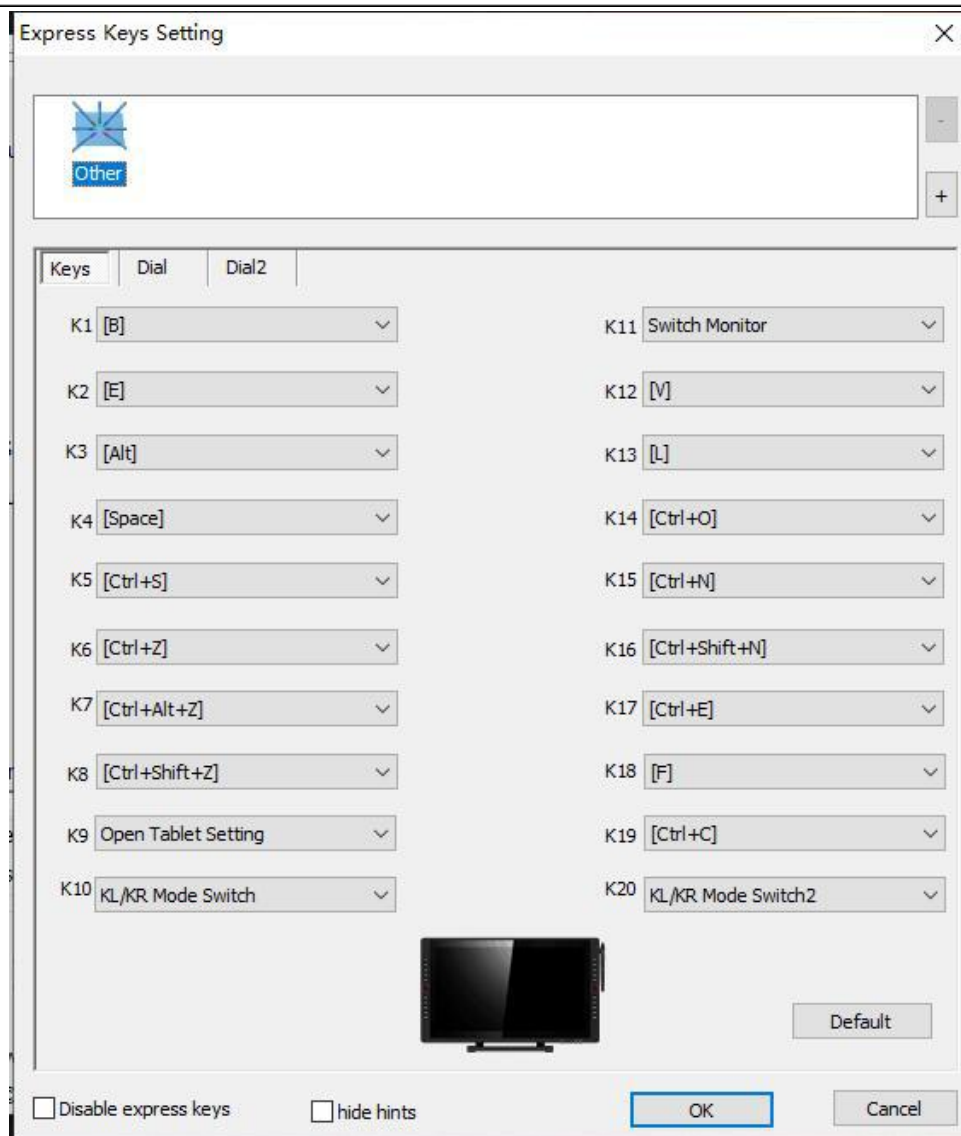 Express Keys Setting
Other
-
+
Keys Dial Dial2
K1 [B] K11 Switch Monitor
K2 [E] K12 [V]
K3 [Alt] K13 [L]
K4 [Space] K14 [Ctrl+O]
K5 [Ctrl+S] K15 [Ctrl+N]
K6 [Ctrl+Z] K16 [Ctrl+Shift+N]
K7 [Ctrl+Alt+Z] K17 [Ctrl+E]
K8 [Ctrl+Shift+Z] K18 [F]
K9 Open Tablet Setting K19 [Ctrl+C]
K10 KL/KR Mode Switch K20 KL/KR Mode Switch2
Default
Disable express keys hide hints OK Cancel